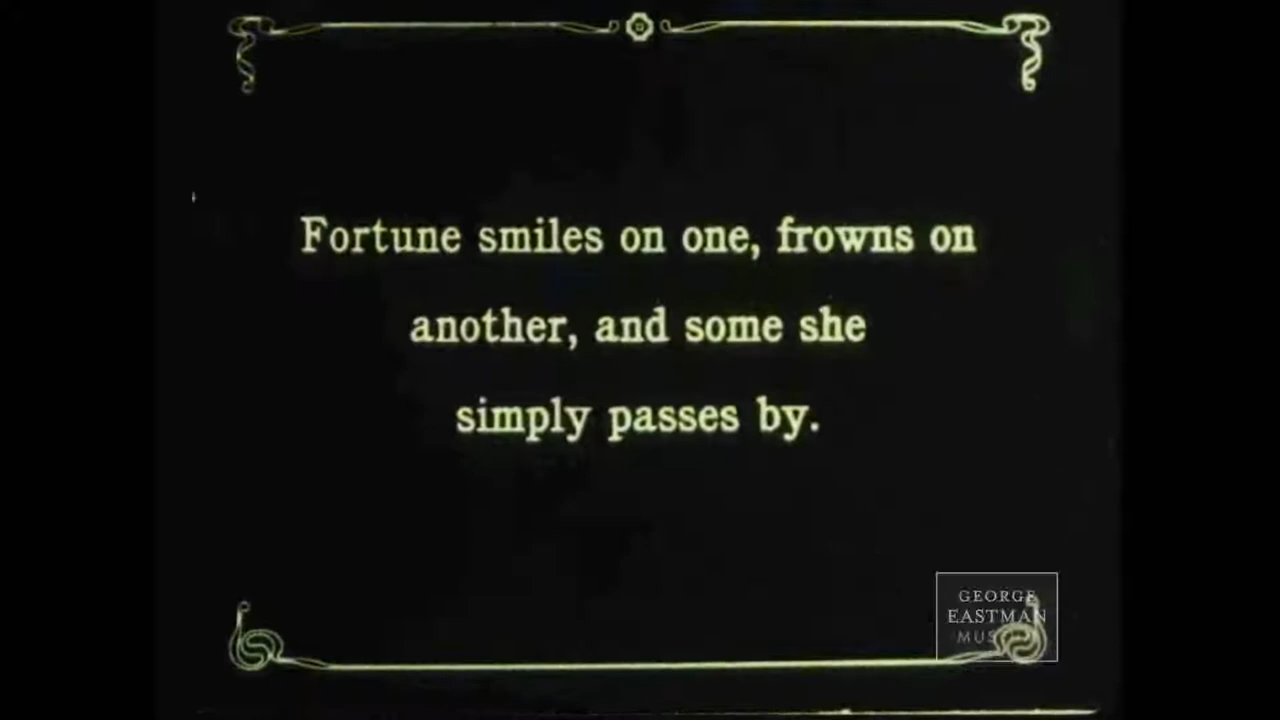 Fortune smiles on one, frowns on
another, and some she
simply passes by.
GEORGE
EASTMAN